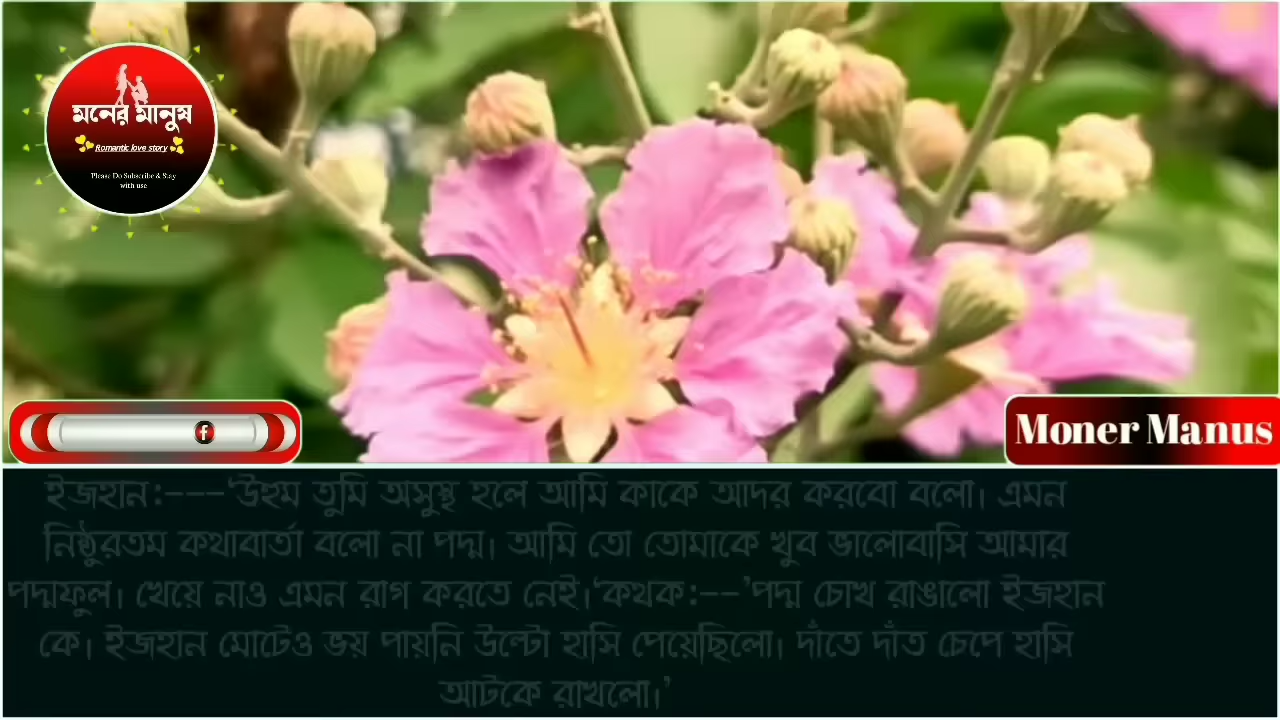 মনের মানুষ
Romantic love story
Please Do Subscribe & Stay
with use
Moner Manus
ইজহান:---'উহুম তুমি অসুস্থ হলে আমি কাকে আদর করবো বলো। এমন
নিষ্ঠুরতম কথাবার্তা বলো না পদ্ম। আমি তো তোমাকে খুব ভালোবাসি আমার
পদ্মফুল। খেয়ে নাও এমন রাগ করতে নেই।'কথক:--'পদ্ম চোখ রাঙালো ইজহান
কে। ইজহান মোটেও ভয় পায়নি উল্টো হাসি পেয়েছিলো। দাঁতে দাঁত চেপে হাসি
আটকে রাখলো।'